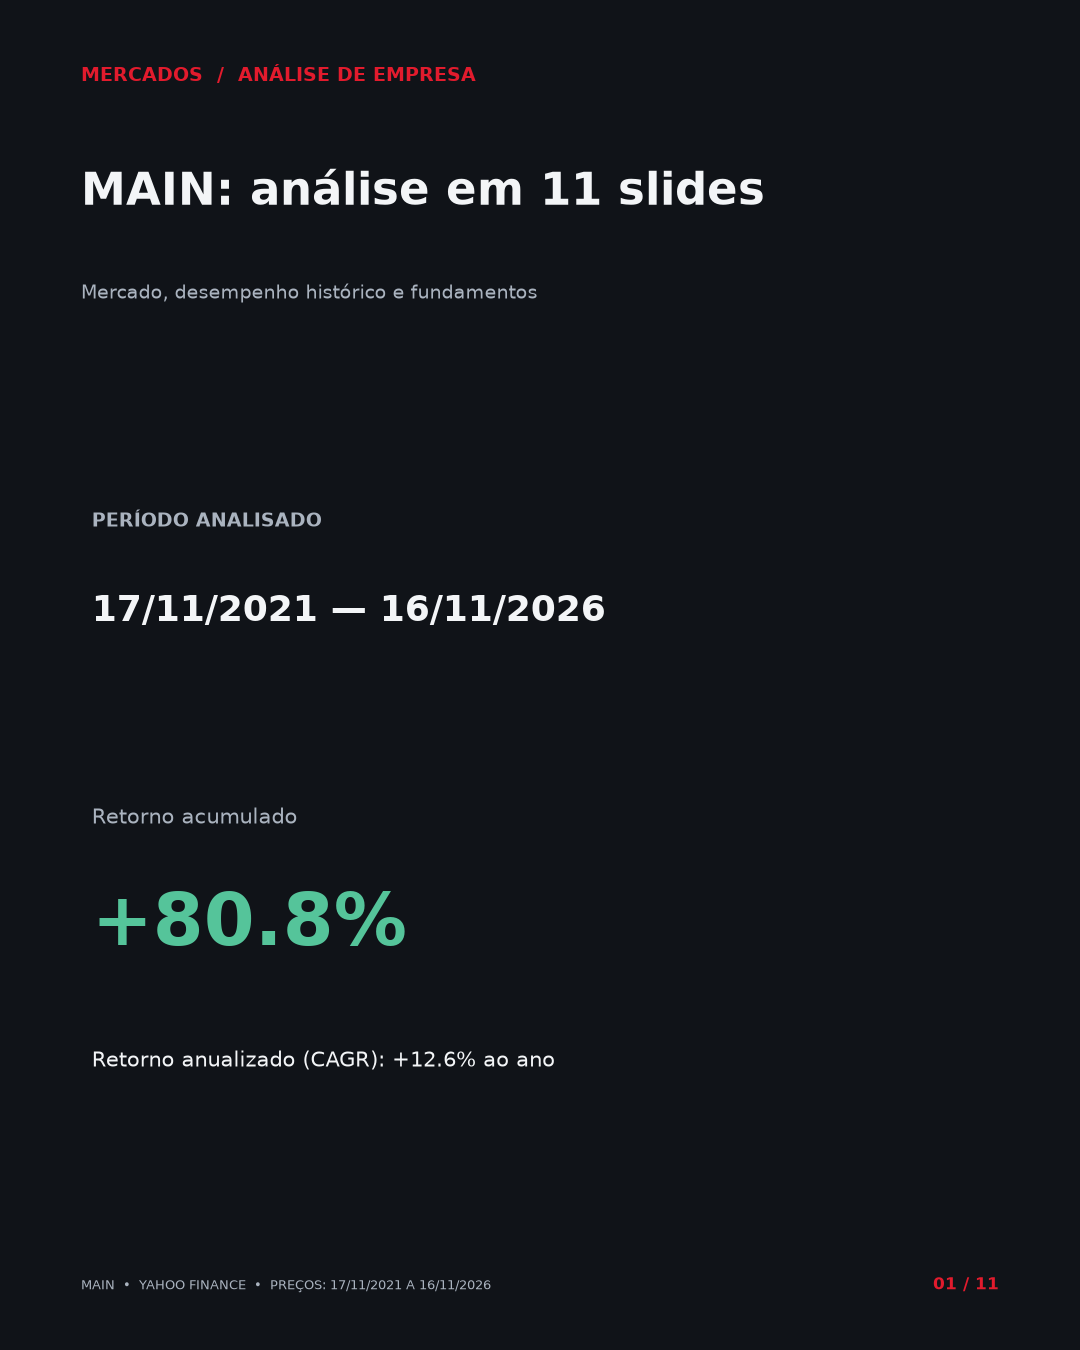 MERCADOS / ANÁLISE DE EMPRESA
MAIN: análise em 11 slides
Mercado, desempenho histórico e fundamentos
PERÍODO ANALISADO
17/11/2021 — 16/11/2026
Retorno acumulado
+80.8%
Retorno anualizado (CAGR): +12.6% ao ano
MAIN • YAHOO FINANCE • PREÇOS: 17/11/2021 A 16/11/2026
01 / 11